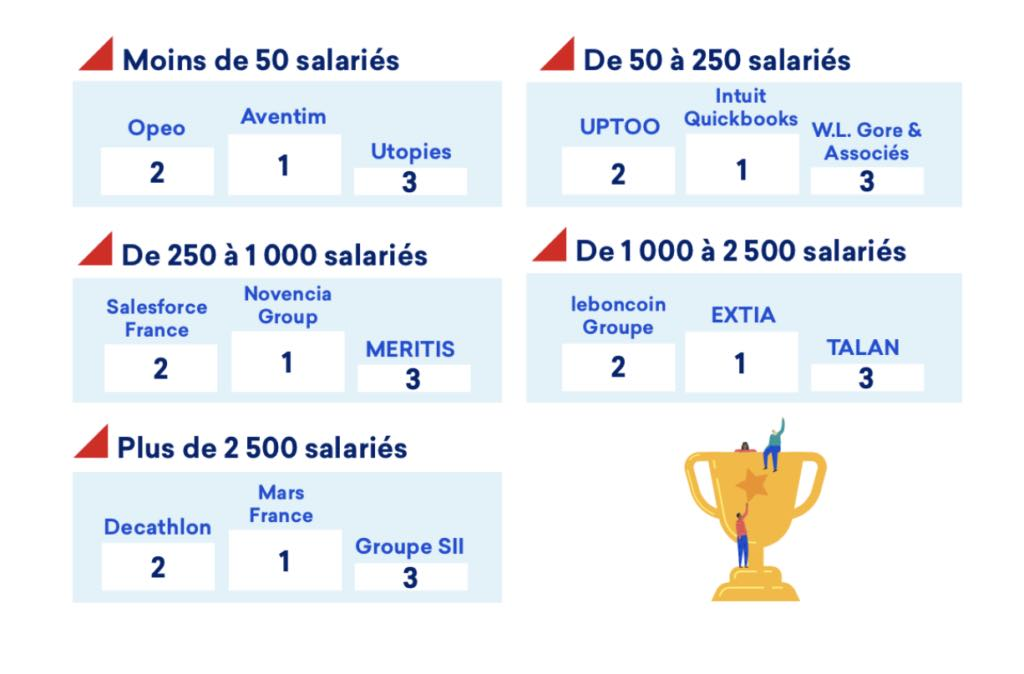 Moins de 50 salariés
Opeo
2
Aventim
1
Utopies
3
De 50 à 250 salariés
UPTOO
2
Intuit
Quickbooks
1
W.L. Gore &
Associés
3
De 250 à 1 000 salariés
Salesforce
France
2
Novencia
Group
1
MERITIS
3
De 1 000 à 2 500 salariés
leboncoin
Groupe
2
EXTIA
1
TALAN
3
Plus de 2 500 salariés
Decathlon
2
Mars
France
1
Groupe SII
3